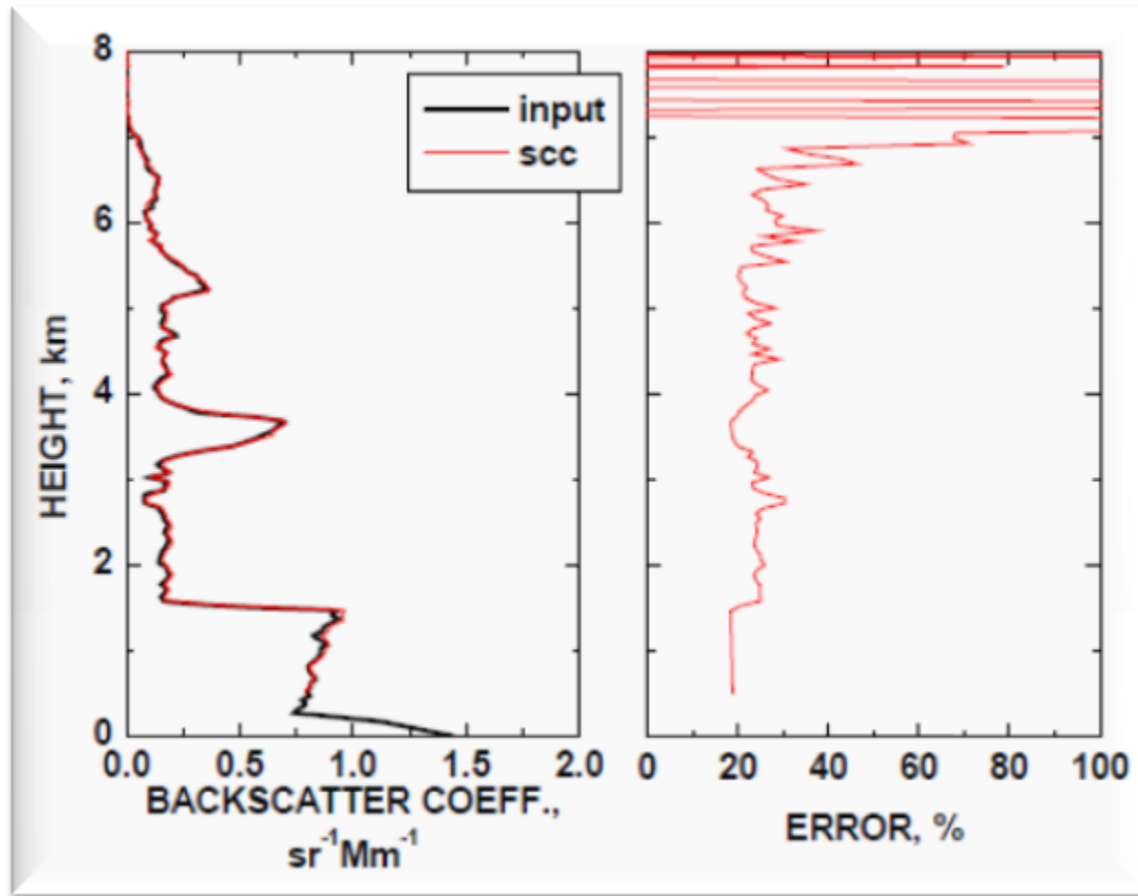 8
6
4
2
0
HEIGHT, km
input
scc
0.0 0.5 1.0 1.5 2.0
BACKSCATTER COEFF.,
sr⁻¹Mm⁻¹
0 20 40 60 80 100
ERROR, %